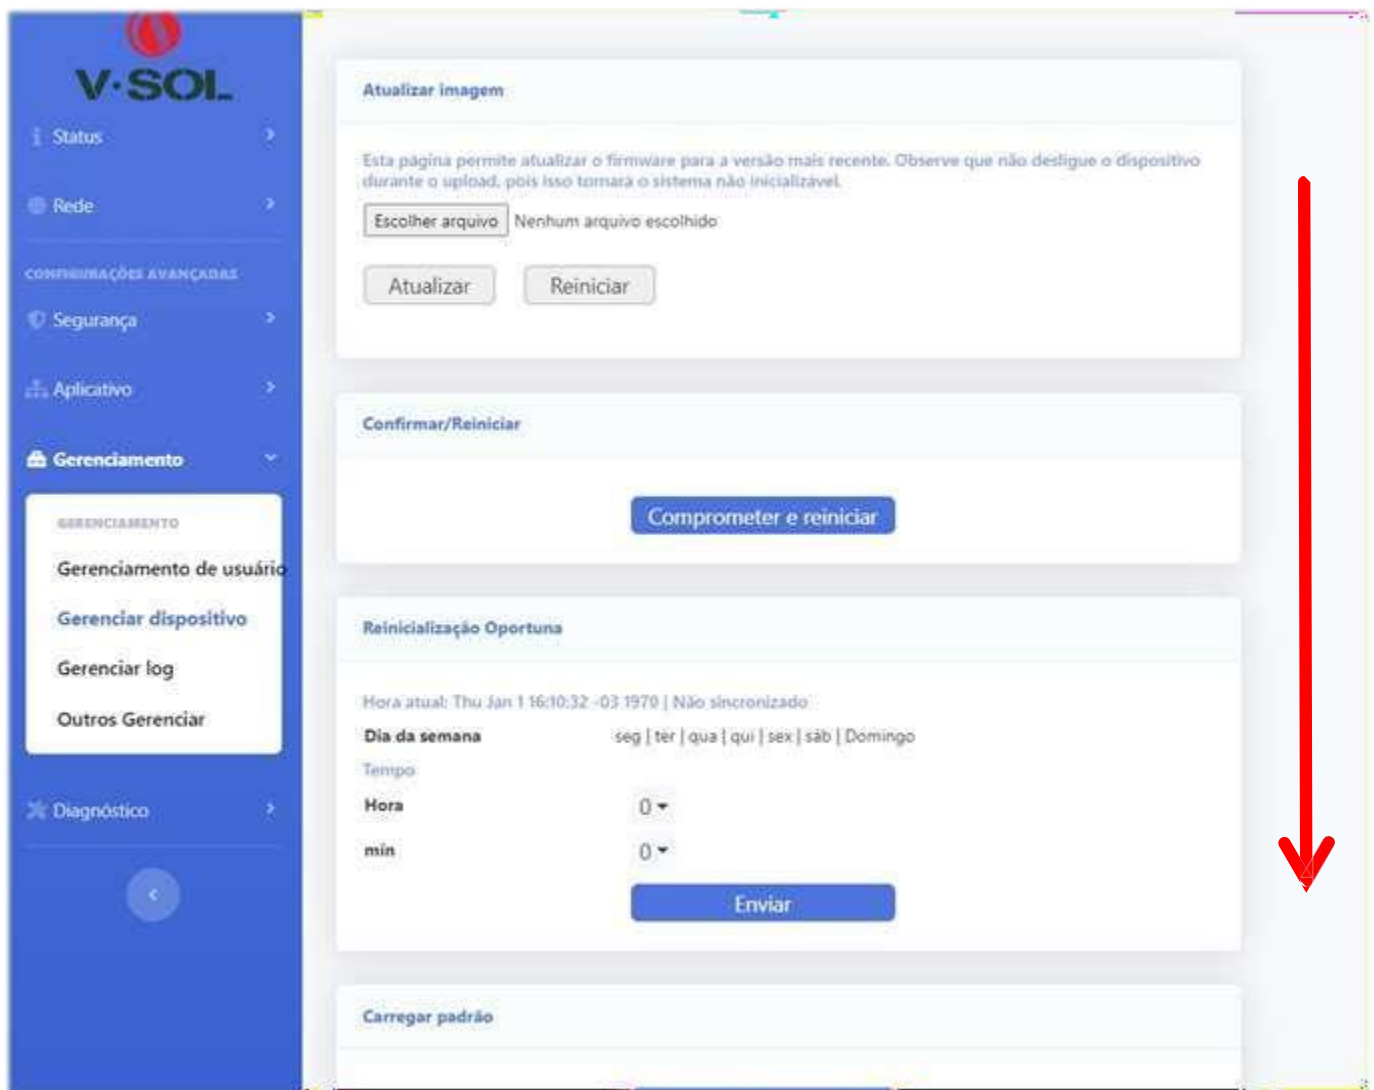 V·SOL
Status
Rede
CONFIGURAÇÕES AVANÇADAS
Segurança
Aplicativo
Gerenciamento
GERENCIAMENTO
Gerenciamento de usuário
Gerenciar dispositivo
Gerenciar log
Outros Gerenciar
Diagnóstico
Atualizar imagem
Esta página permite atualizar o firmware para a versão mais recente. Observe que não desligue o dispositivo
durante o upload, pois isso tornará o sistema não inicializável.
Escolher arquivo Nenhum arquivo escolhido
Atualizar Reiniciar
Confirmar/Reiniciar
Comprometer e reiniciar
Reinicialização Oportuna
Hora atual: Thu Jan 1 16:10:32 -03 1970 | Não sincronizado
Dia da semana seg | ter | qua | qui | sex | sáb | Domingo
Tempo
Hora 0
min 0
Enviar
Carregar padrão